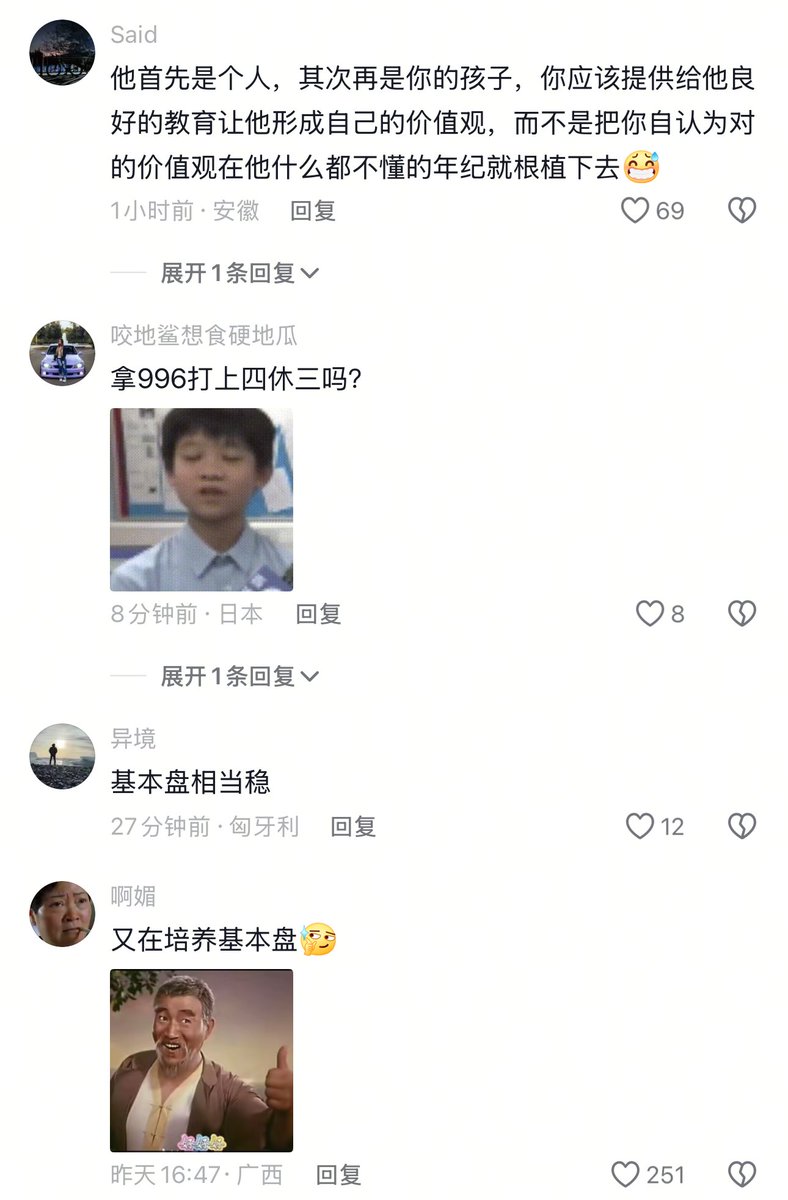 Said
他首先是个人，其次再是你的孩子，你应该提供给他良
好的教育让他形成自己的价值观，而不是把你自认为对
的价值观在他什么都不懂的年纪就根植下去😅
1小时前·安徽 回复 69
展开1条回复
咬地鲨想食硬地瓜
拿996打上四休三吗?
8分钟前·日本 回复 8
展开1条回复
异境
基本盘相当稳
27分钟前·匈牙利 回复 12
啊媚
又在培养基本盘
好好好
昨天16:47·广西 回复 251